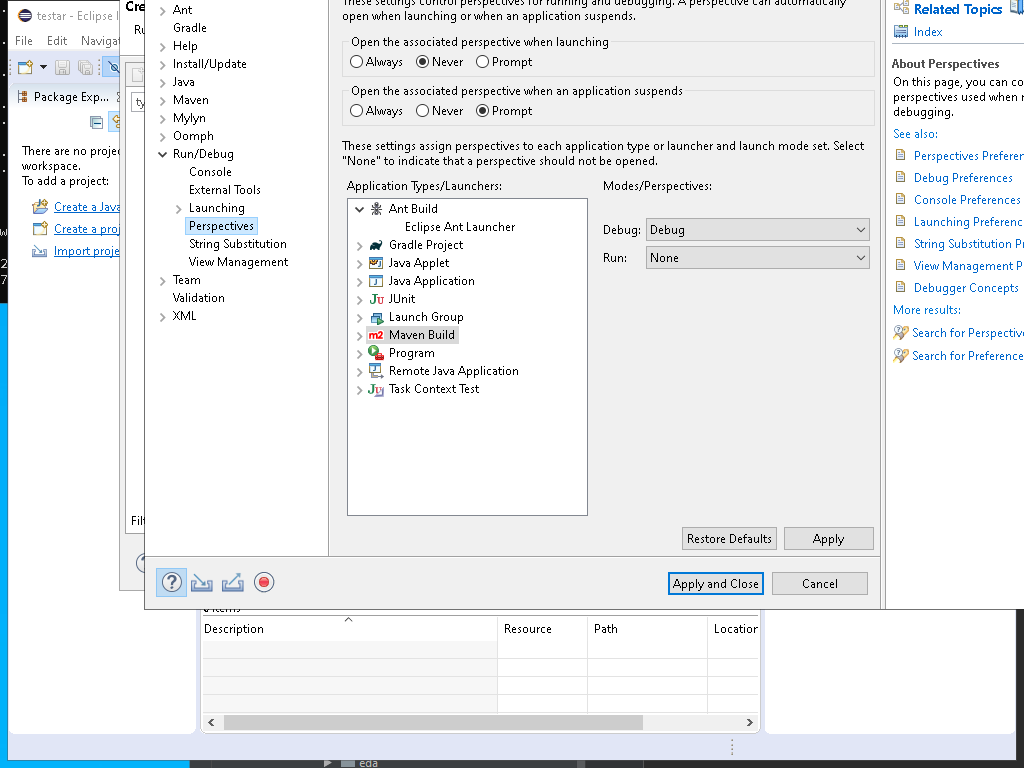 testar - Eclipse I
File Edit Navigat
Package Exp...
There are no proje
workspace.
To add a project:
Create a Java
Create a proj
Import proje
Cre
Ru
ty
Filt
Ant
Gradle
Help
Install/Update
Java
Maven
Mylyn
Oomph
Run/Debug
Console
External Tools
Launching
Perspectives
String Substitution
View Management
Team
Validation
XML
These settings control perspectives for running and debugging. A perspective can automatically
open when launching or when an application suspends.
Open the associated perspective when launching
Always Never Prompt
Open the associated perspective when an application suspends
Always Never Prompt
These settings assign perspectives to each application type or launcher and launch mode set. Select
"None" to indicate that a perspective should not be opened.
Application Types/Launchers:
Modes/Perspectives:
Ant Build
Eclipse Ant Launcher
Gradle Project
Java Applet
Java Application
JUnit
Launch Group
Maven Build
Program
Remote Java Application
Task Context Test
Debug: Debug
Run: None
Restore Defaults Apply
Apply and Close Cancel
Related Topics
Index
About Perspectives
On this page, you can co
perspectives used when r
debugging.
See also:
Perspectives Preferen
Debug Preferences
Console Preferences
Launching Preferenc
String Substitution Pr
View Management P
Debugger Concepts
More results:
Search for Perspective
Search for Preference
0 items
Description Resource Path Location
eda